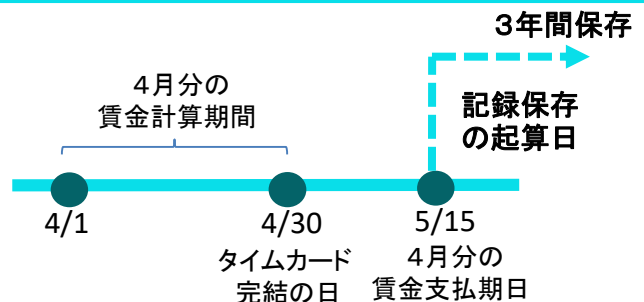 3年間保存
4月分の
賃金計算期間
記録保存
の起算日
4/1
4/30
5/15
タイムカード
完結の日
4月分の
賃金支払期日